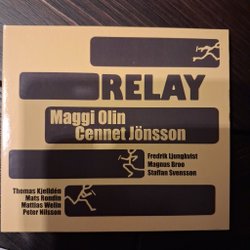 RELAY
Maggi Olin
Cennet Jönsson
Fredrik Ljungkvist
Magnus Broo
Staffan Svensson
Thomas Kjelldén
Mats Rondin
Mattias Welin
Peter Nilsson